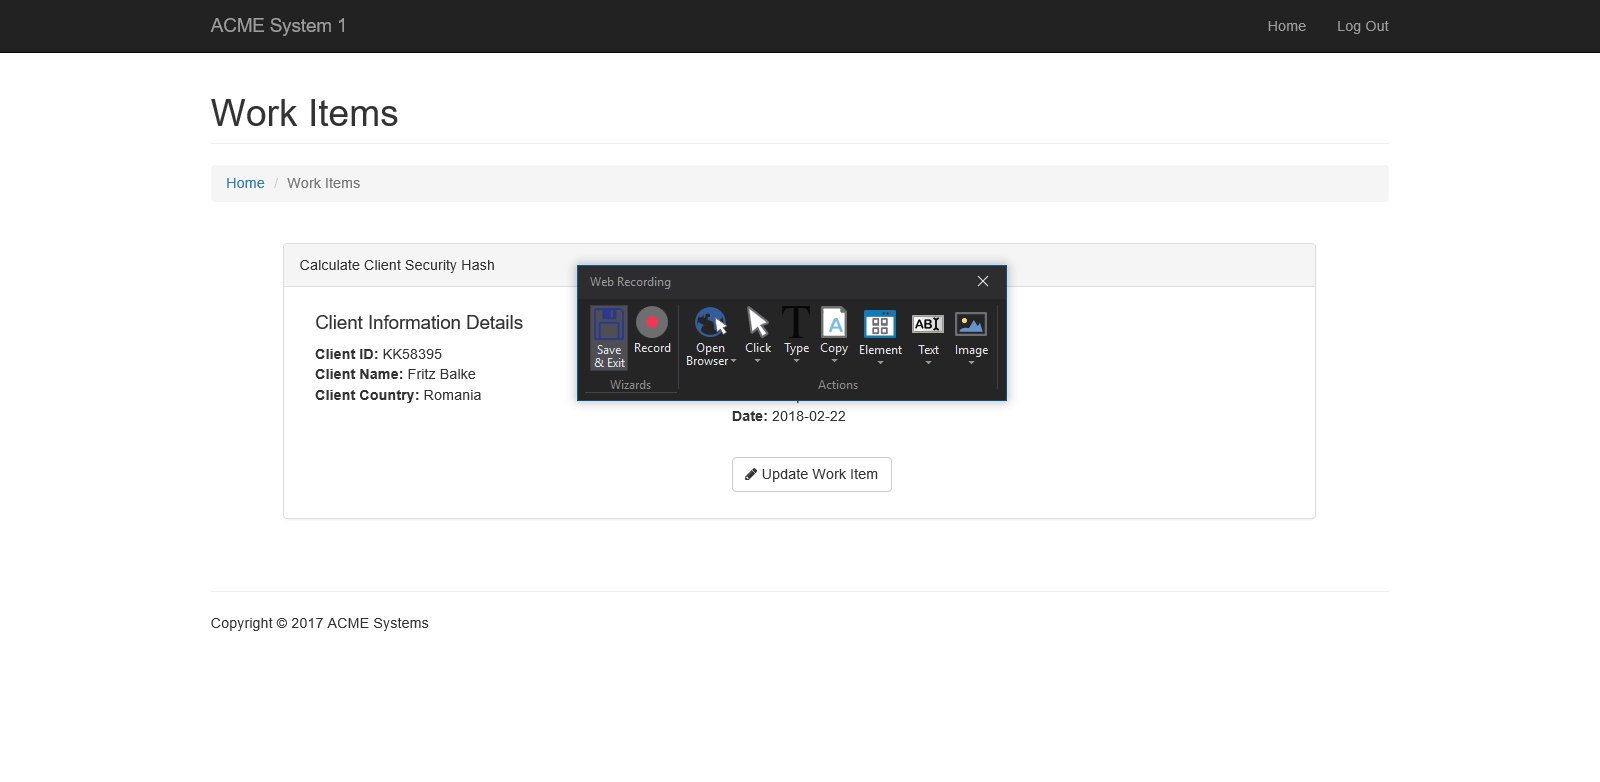 ACME System 1
Home
Log Out
Work Items
Home / Work Items
Calculate Client Security Hash
Client Information Details
Client ID: KK58395
Client Name: Fritz Balke
Client Country: Romania
Web Recording
Save
& Exit
Record
Open
Browser
Click
Type
Copy
Element
Text
Image
Wizards
Actions
Date: 2018-02-22
Update Work Item
Copyright © 2017 ACME Systems